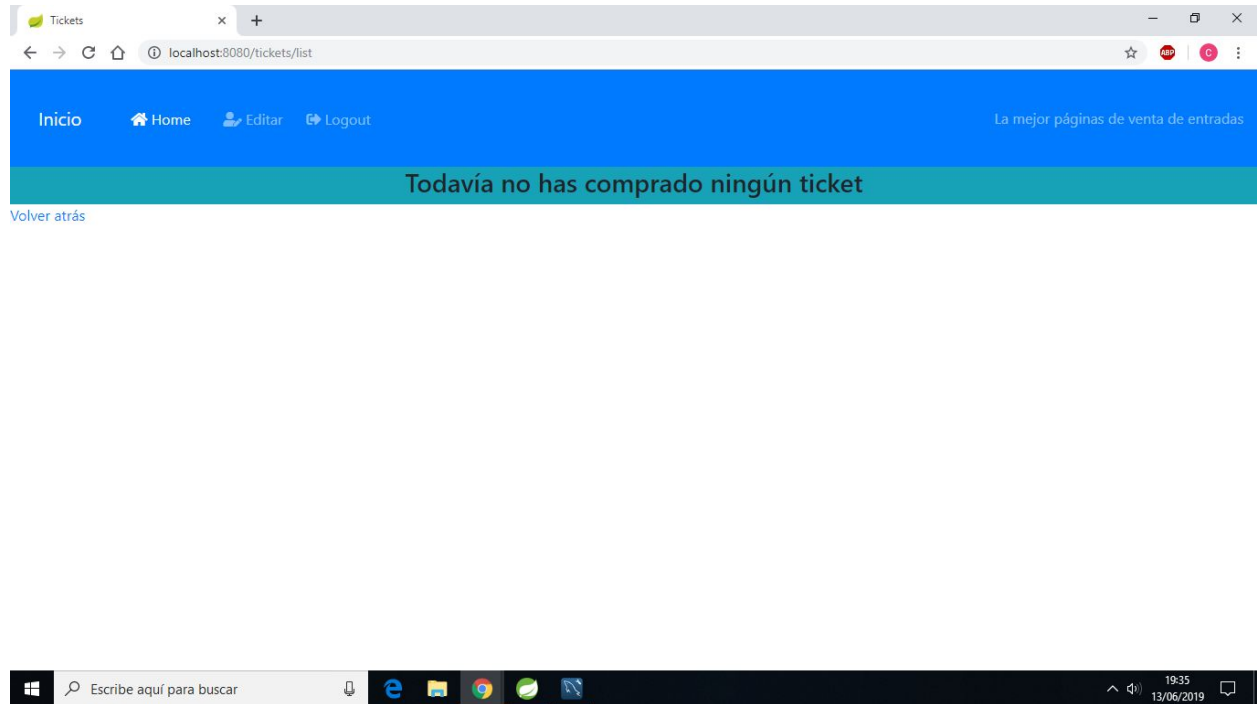 Tickets
localhost:8080/tickets/list
ABP
C
Inicio
Home
Editar
Logout
La mejor páginas de venta de entradas
Todavía no has comprado ningún ticket
Volver atrás
Escribe aquí para buscar
19:35
13/06/2019